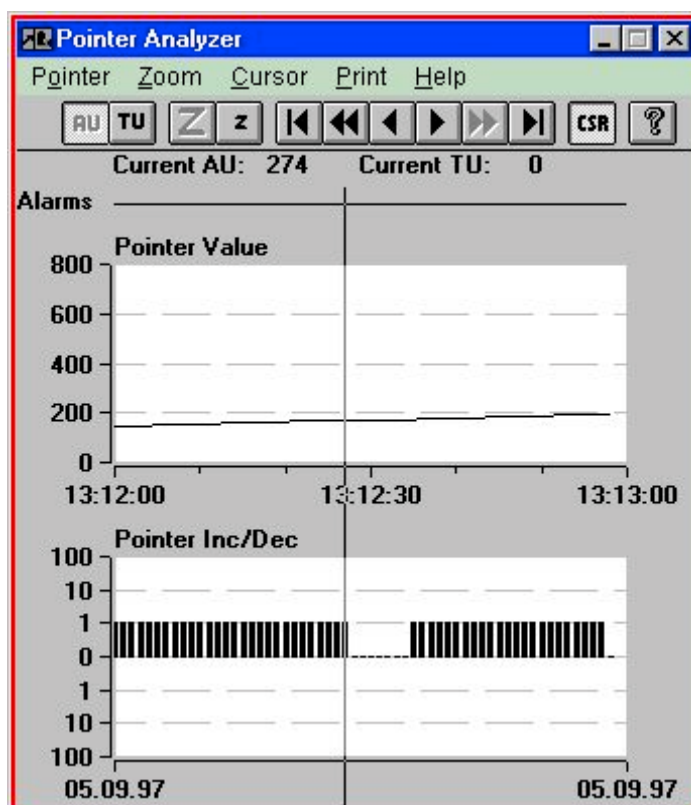 Pointer Analyzer
Pointer Zoom Cursor Print Help
AU TU Z z CSR ?
Current AU: 274 Current TU: 0
Alarms
Pointer Value
800
600
400
200
0
13:12:00 13:12:30 13:13:00
Pointer Inc/Dec
100
10
1
0
1
10
100
05.09.97 05.09.97